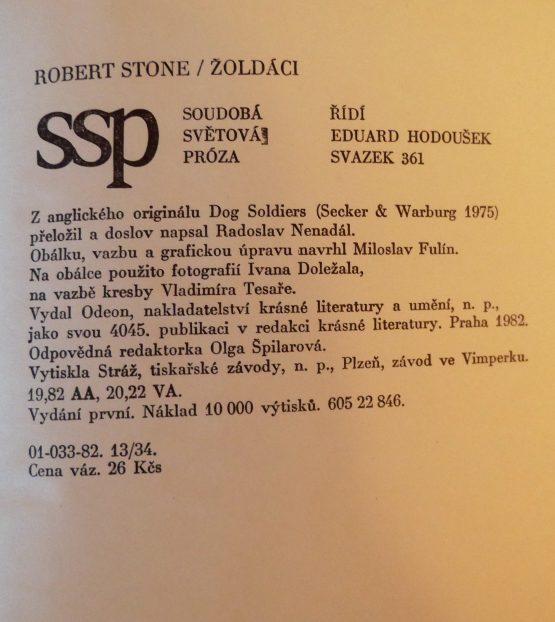 ROBERT STONE / ŽOLDÁCI
ssp
SOUDOBÁ ŘÍDÍ
SVĚTOVÁ EDUARD HODOUŠEK
PRÓZA SVAZEK 361
Z anglického originálu Dog Soldiers (Secker & Warburg 1975)
přeložil a doslov napsal Radoslav Nenadál.
Obálku, vazbu a grafickou úpravu navrhl Miloslav Fulín.
Na obálce použito fotografií Ivana Doležala,
na vazbě kresby Vladimíra Tesaře.
Vydal Odeon, nakladatelství krásné literatury a umění, n. p.,
jako svou 4045. publikaci v redakci krásné literatury. Praha 1982.
Odpovědná redaktorka Olga Špilarová.
Vytiskla Stráž, tiskařské závody, n. p., Plzeň, závod ve Vimperku.
19,82 AA, 20,22 VA.
Vydání první. Náklad 10 000 výtisků. 605 22 846.
01-033-82. 13/34.
Cena váz. 26 Kčs